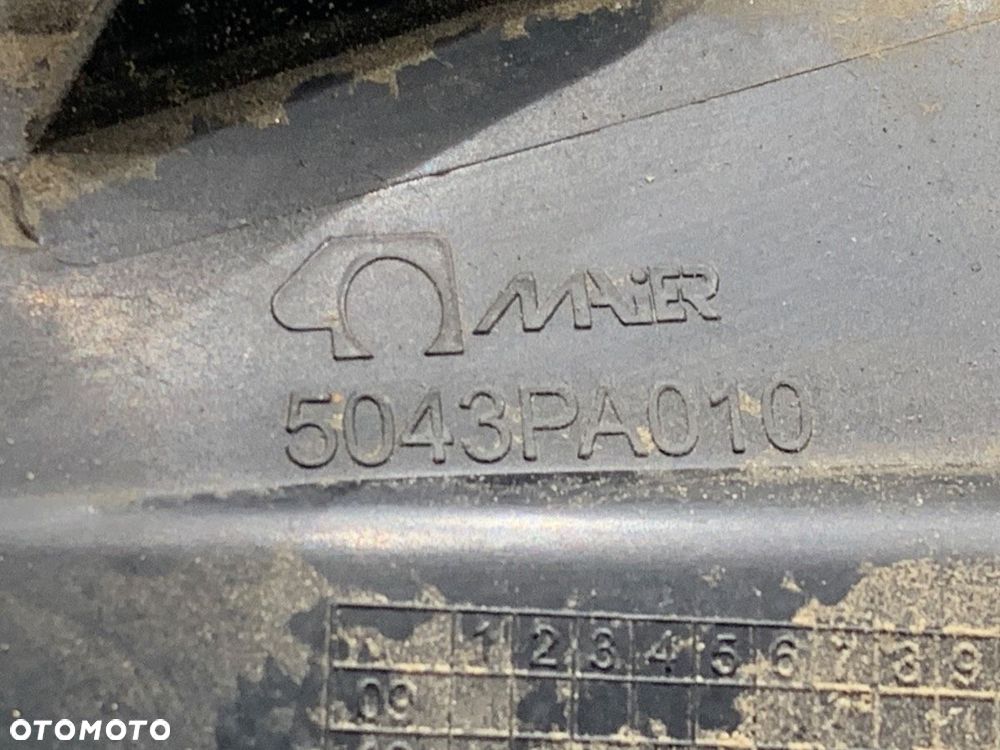 MAiER
5043PA010
1 2 3 4 5 6 7 8 9
09
OTOMOTO